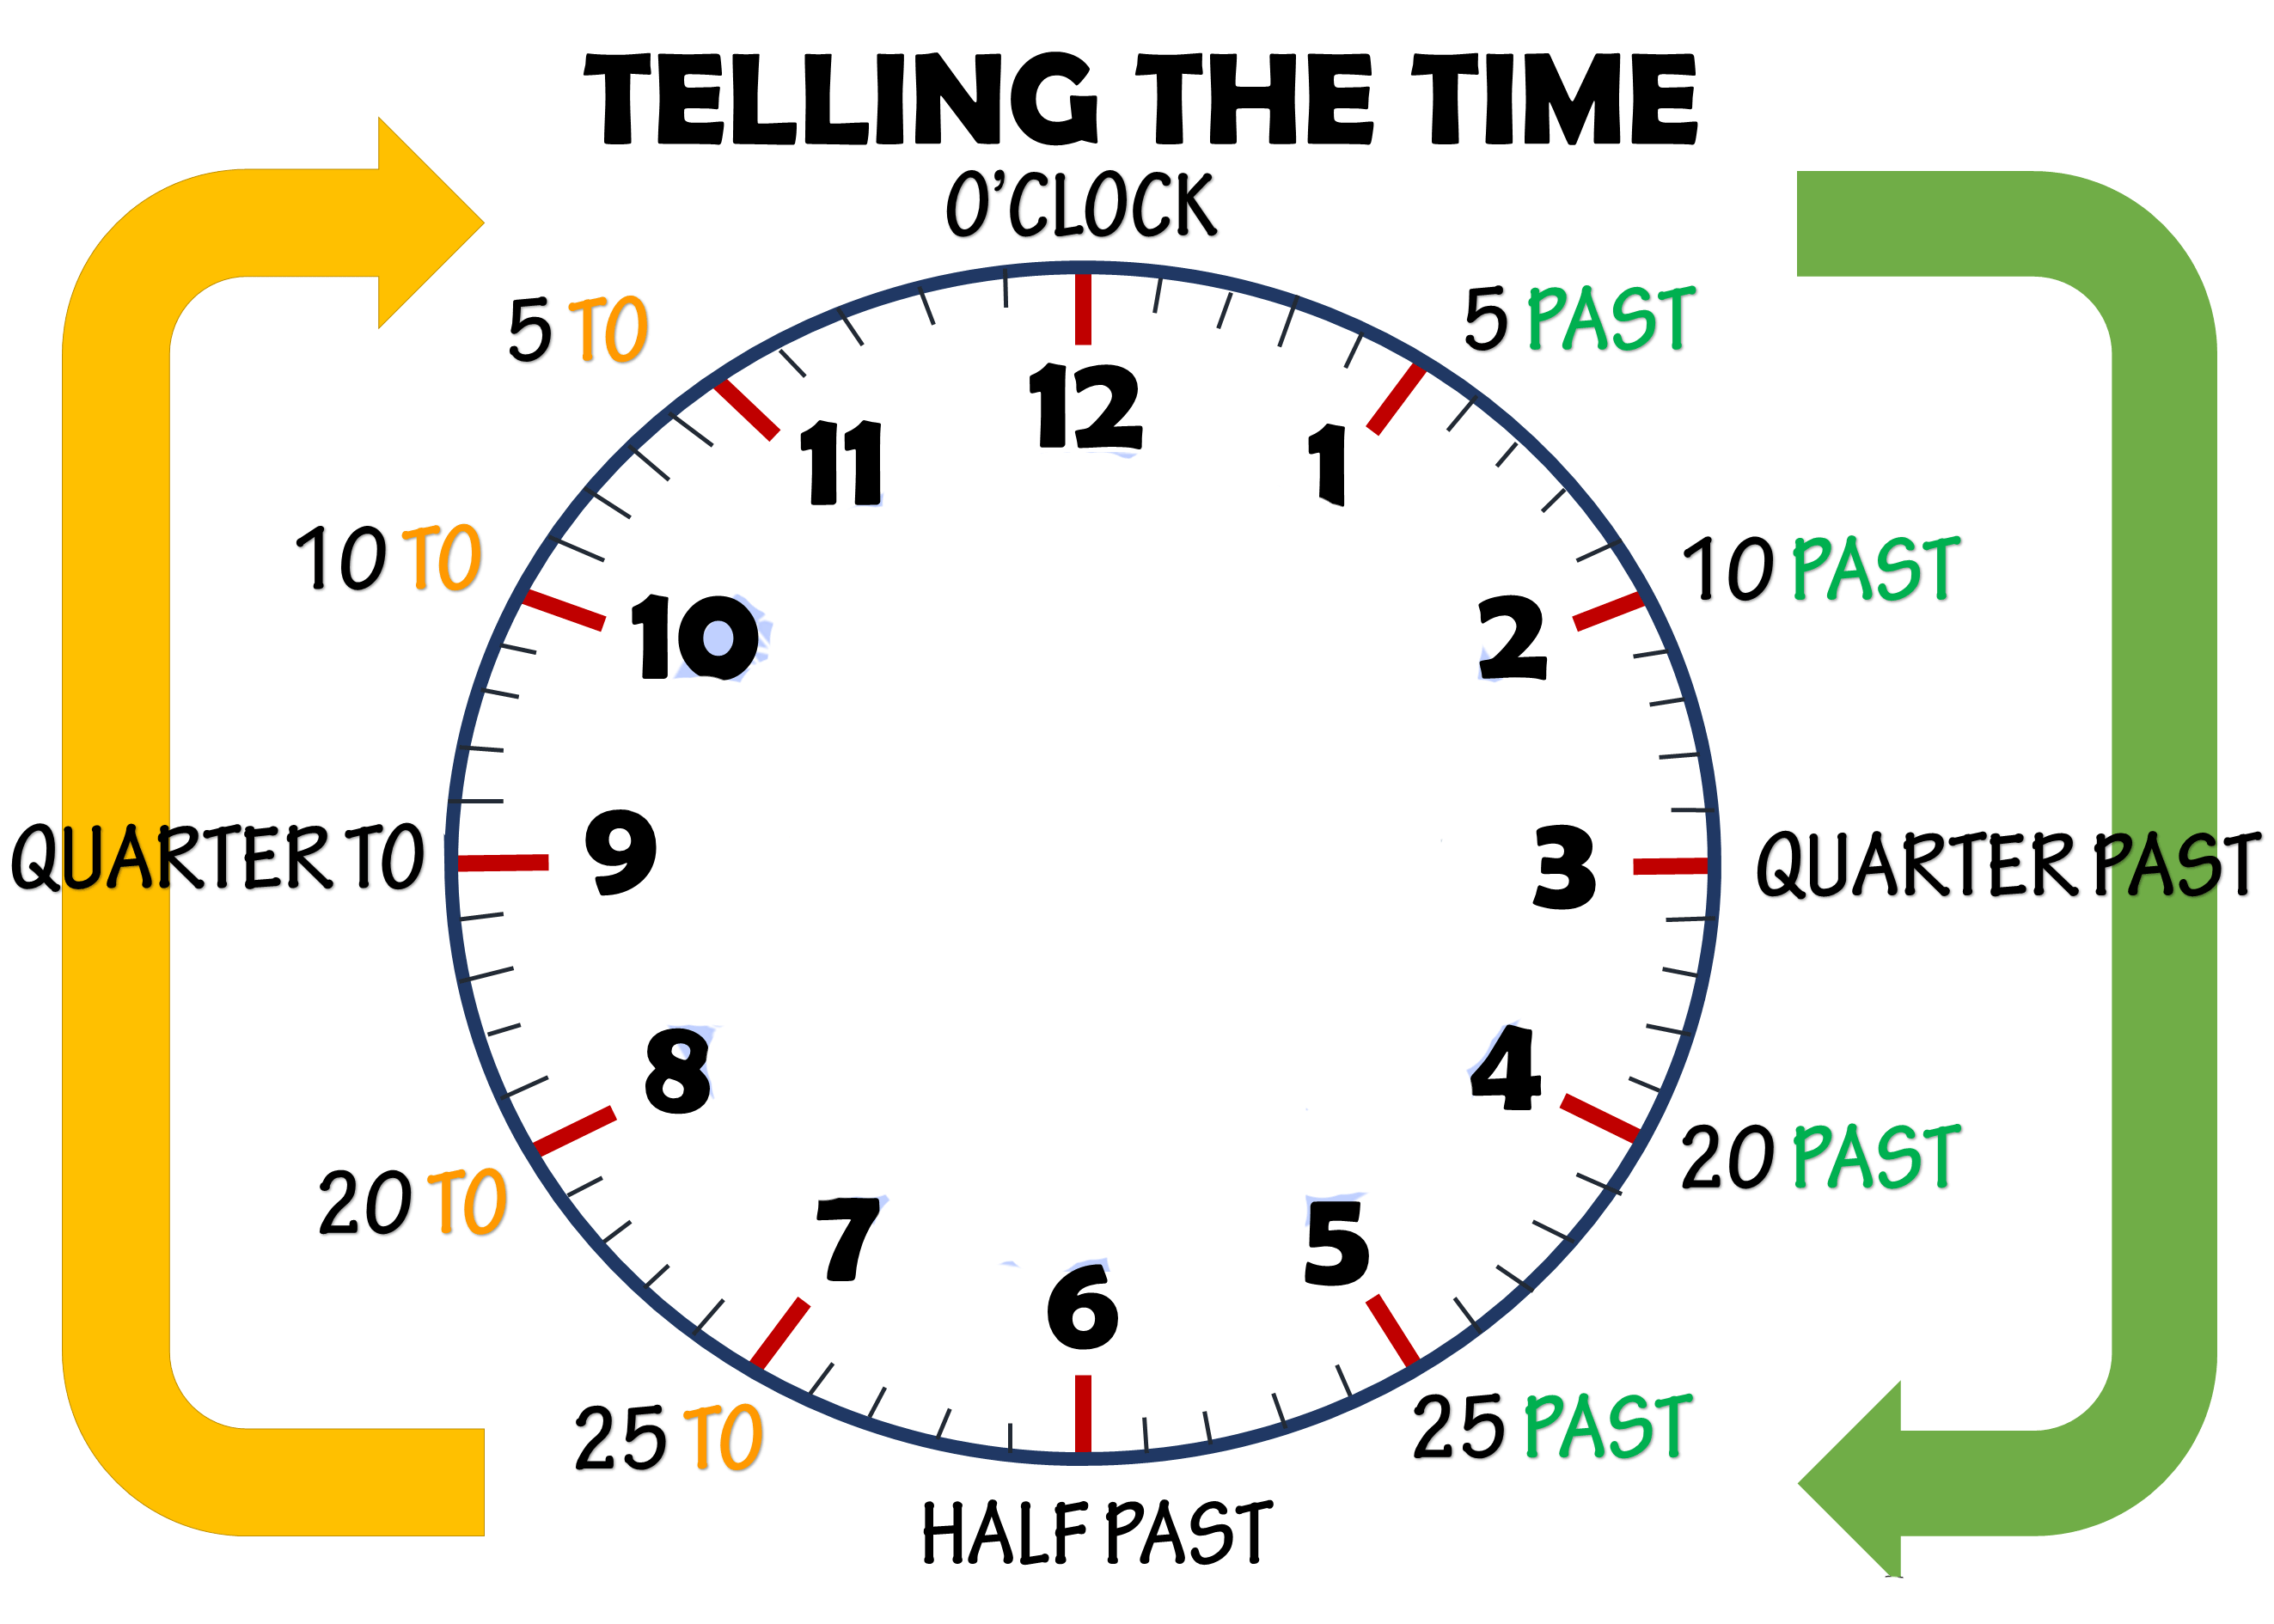 TELLING THE TIME
O'CLOCK
5 TO
5 PAST
12
11
1
10 TO
10 PAST
10
2
QUARTER TO
9
3
QUARTER PAST
8
4
20 TO
20 PAST
7
5
6
25 TO
25 PAST
HALF PAST